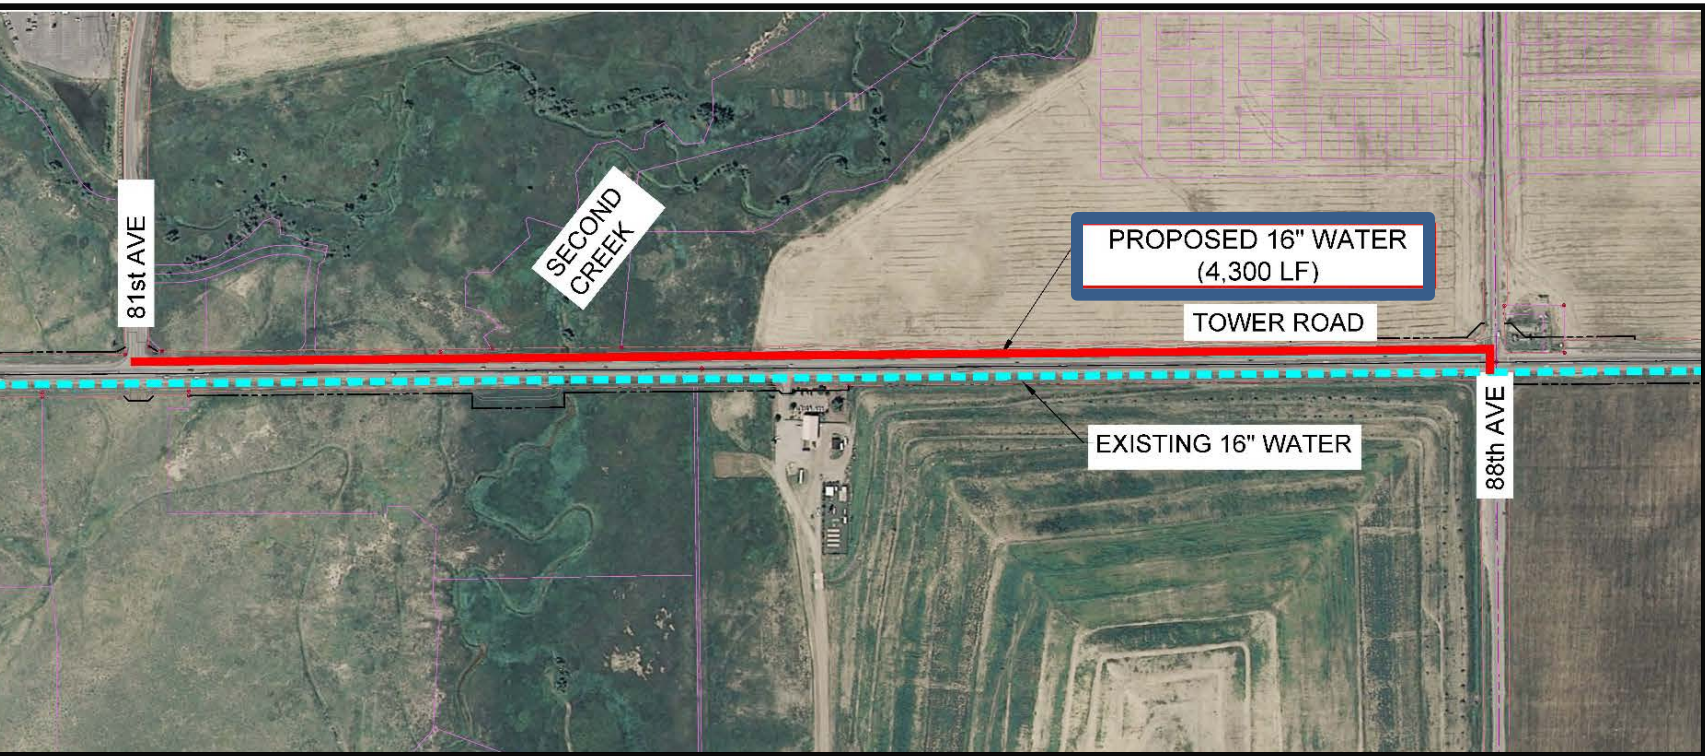 81st AVE
SECOND
CREEK
PROPOSED 16" WATER
(4,300 LF)
TOWER ROAD
EXISTING 16" WATER
88th AVE